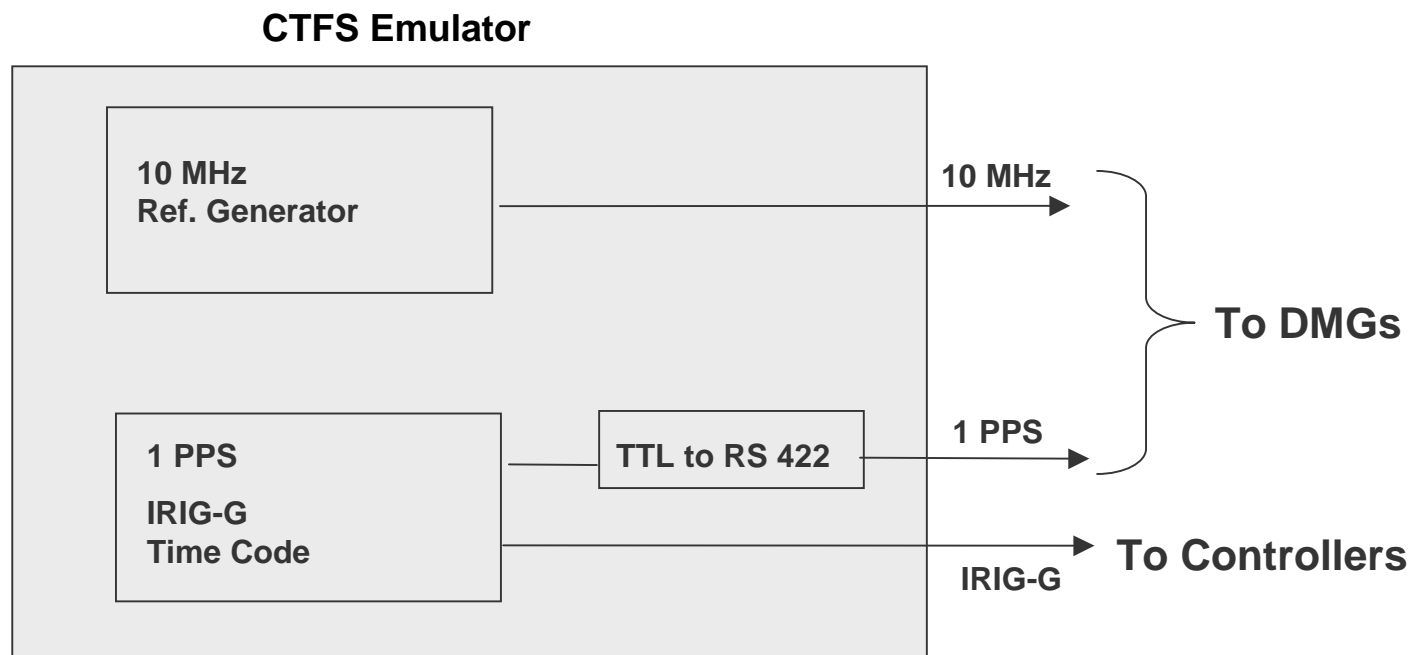 CTFS Emulator
10 MHz
Ref. Generator
10 MHz
To DMGs
1 PPS
IRIG-G
Time Code
TTL to RS 422
1 PPS
IRIG-G
To Controllers